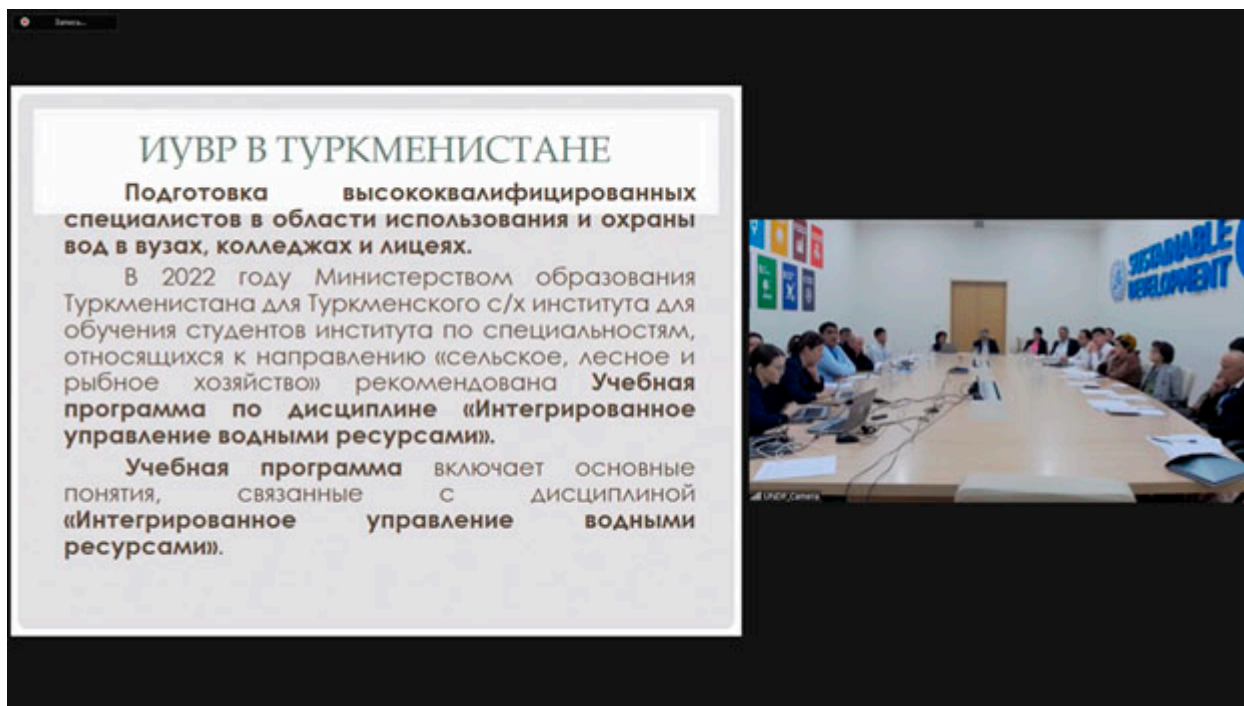 Запись...
ИУВР В ТУРКМЕНИСТАНЕ
Подготовка высококвалифицированных
специалистов в области использования и охраны
вод в вузах, колледжах и лицеях.
В 2022 году Министерством образования
Туркменистана для Туркменского с/х института для
обучения студентов института по специальностям,
относящихся к направлению «сельское, лесное и
рыбное хозяйство» рекомендована Учебная
программа по дисциплине «Интегрированное
управление водными ресурсами».
Учебная программа включает основные
понятия, связанные с дисциплиной
«Интегрированное управление водными
ресурсами».
SUSTAINABLE
DEVELOPMENT
UNDP_Camera